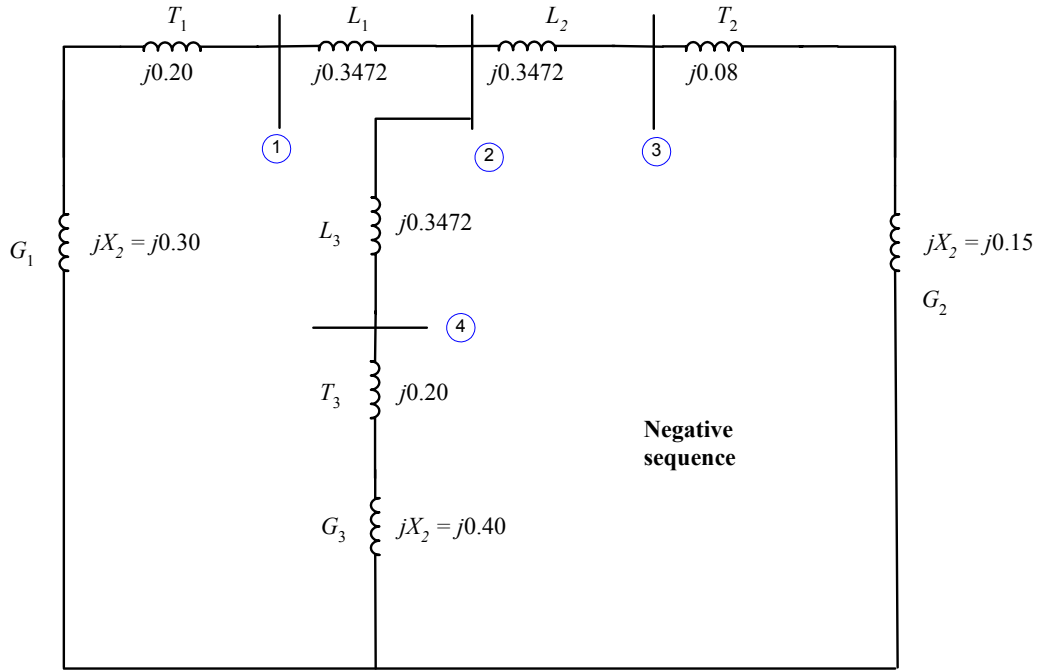 T1 L1 L2 T2
j0.20 j0.3472 j0.3472 j0.08
1 2 3
L3 j0.3472
G1 jX2 = j0.30
jX2 = j0.15
G2
4
T3 j0.20
Negative
sequence
G3 jX2 = j0.40